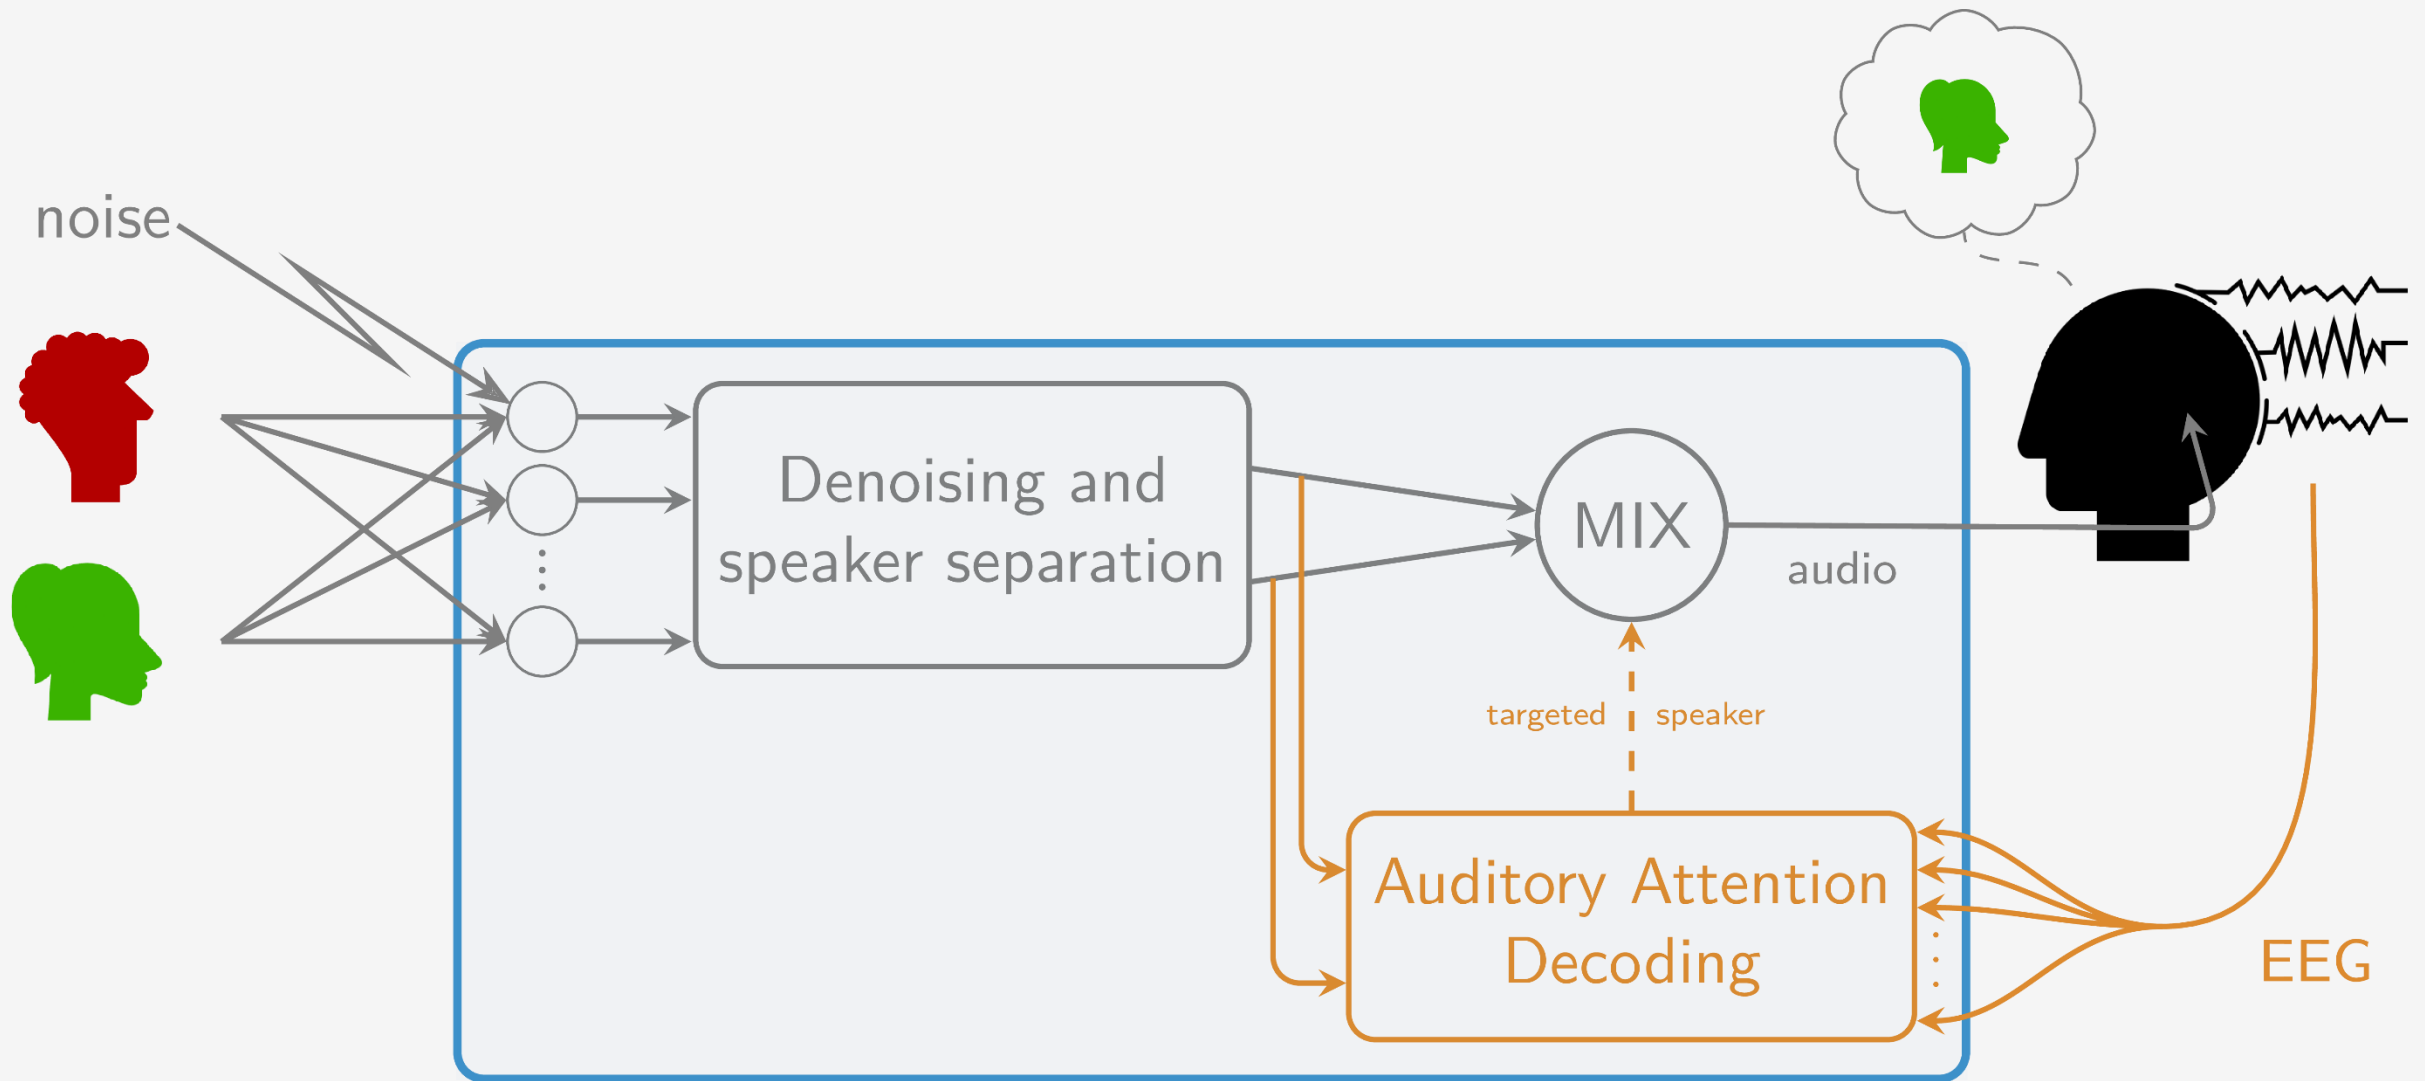 noise
Denoising and
speaker separation
MIX
audio
targeted speaker
Auditory Attention
Decoding
EEG